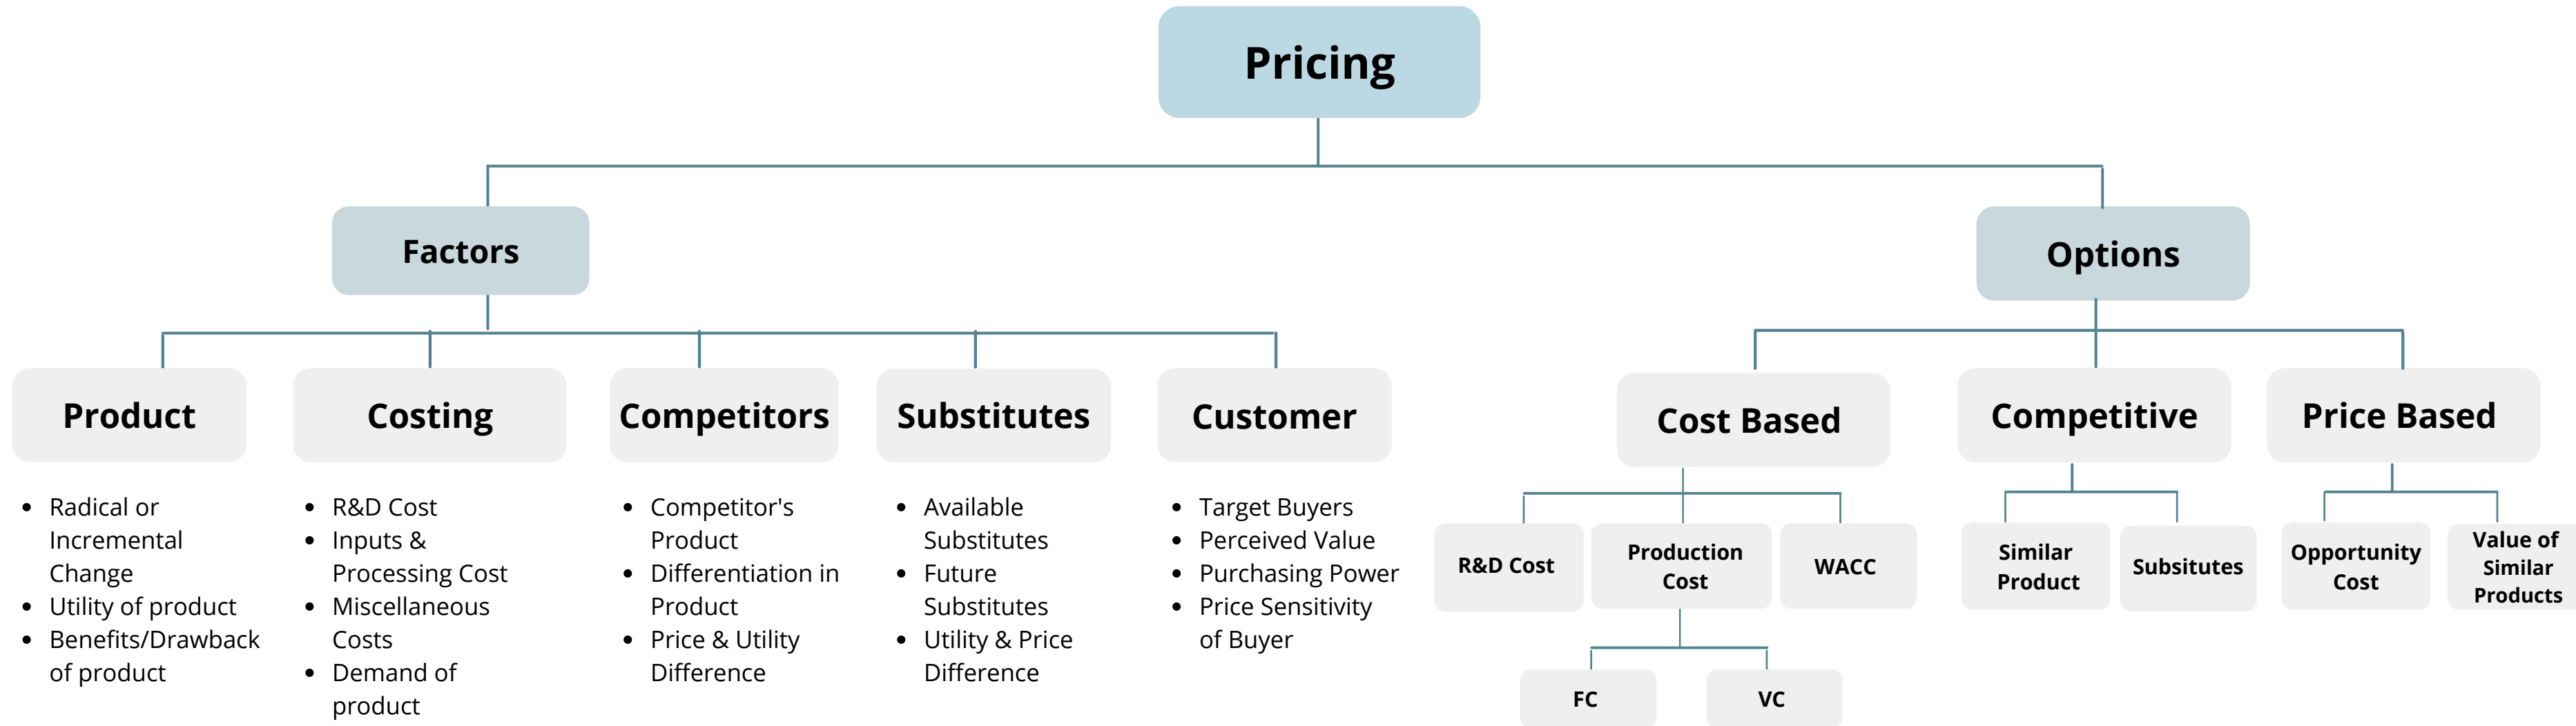 Pricing
Factors
Options
Product
Costing
Competitors
Substitutes
Customer
Cost Based
Competitive
Price Based
• Radical or
Incremental
Change
• Utility of product
• Benefits/Drawback
of product
• R&D Cost
• Inputs &
Processing Cost
• Miscellaneous
Costs
• Demand of
product
• Competitor's
Product
• Differentiation in
Product
• Price & Utility
Difference
• Available
Substitutes
• Future
Substitutes
• Utility & Price
Difference
• Target Buyers
• Perceived Value
• Purchasing Power
• Price Sensitivity
of Buyer
R&D Cost
Production
Cost
WACC
Similar
Product
Subsitutes
Opportunity
Cost
Value of
Similar
Products
FC
VC